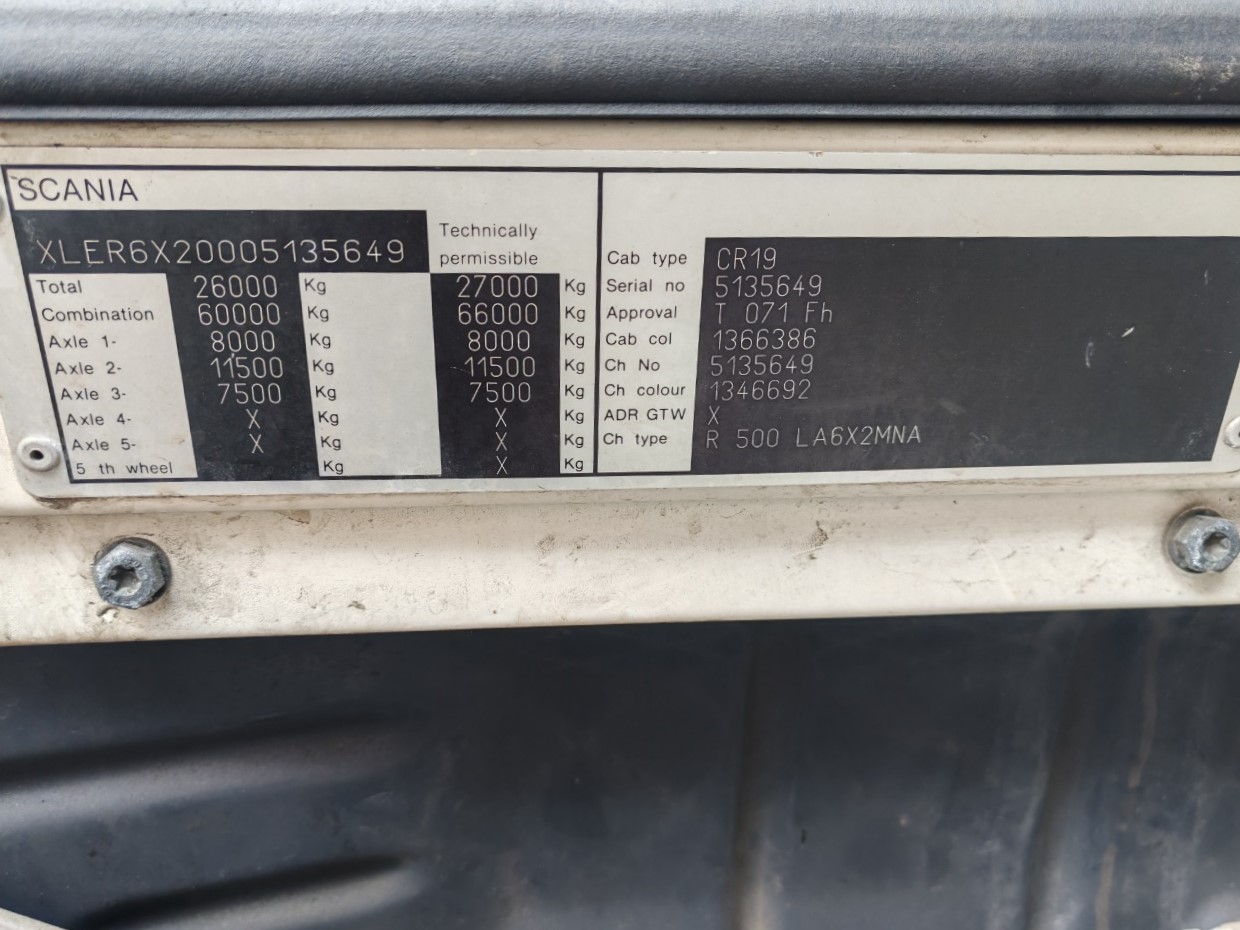 SCANIA
XLER6X20005135649
Technically
permissible
Total 26000 Kg 27000 Kg
Combination 60000 Kg 66000 Kg
Axle 1- 8000 Kg 8000 Kg
Axle 2- 11500 Kg 11500 Kg
Axle 3- 7500 Kg 7500 Kg
Axle 4- X Kg X Kg
Axle 5- X Kg X Kg
5 th wheel Kg X Kg
Cab type CR19
Serial no 5135649
Approval T 071 Fh
Cab col 1366386
Ch No 5135649
Ch colour 1346692
ADR GTW X
Ch type R 500 LA6X2MNA